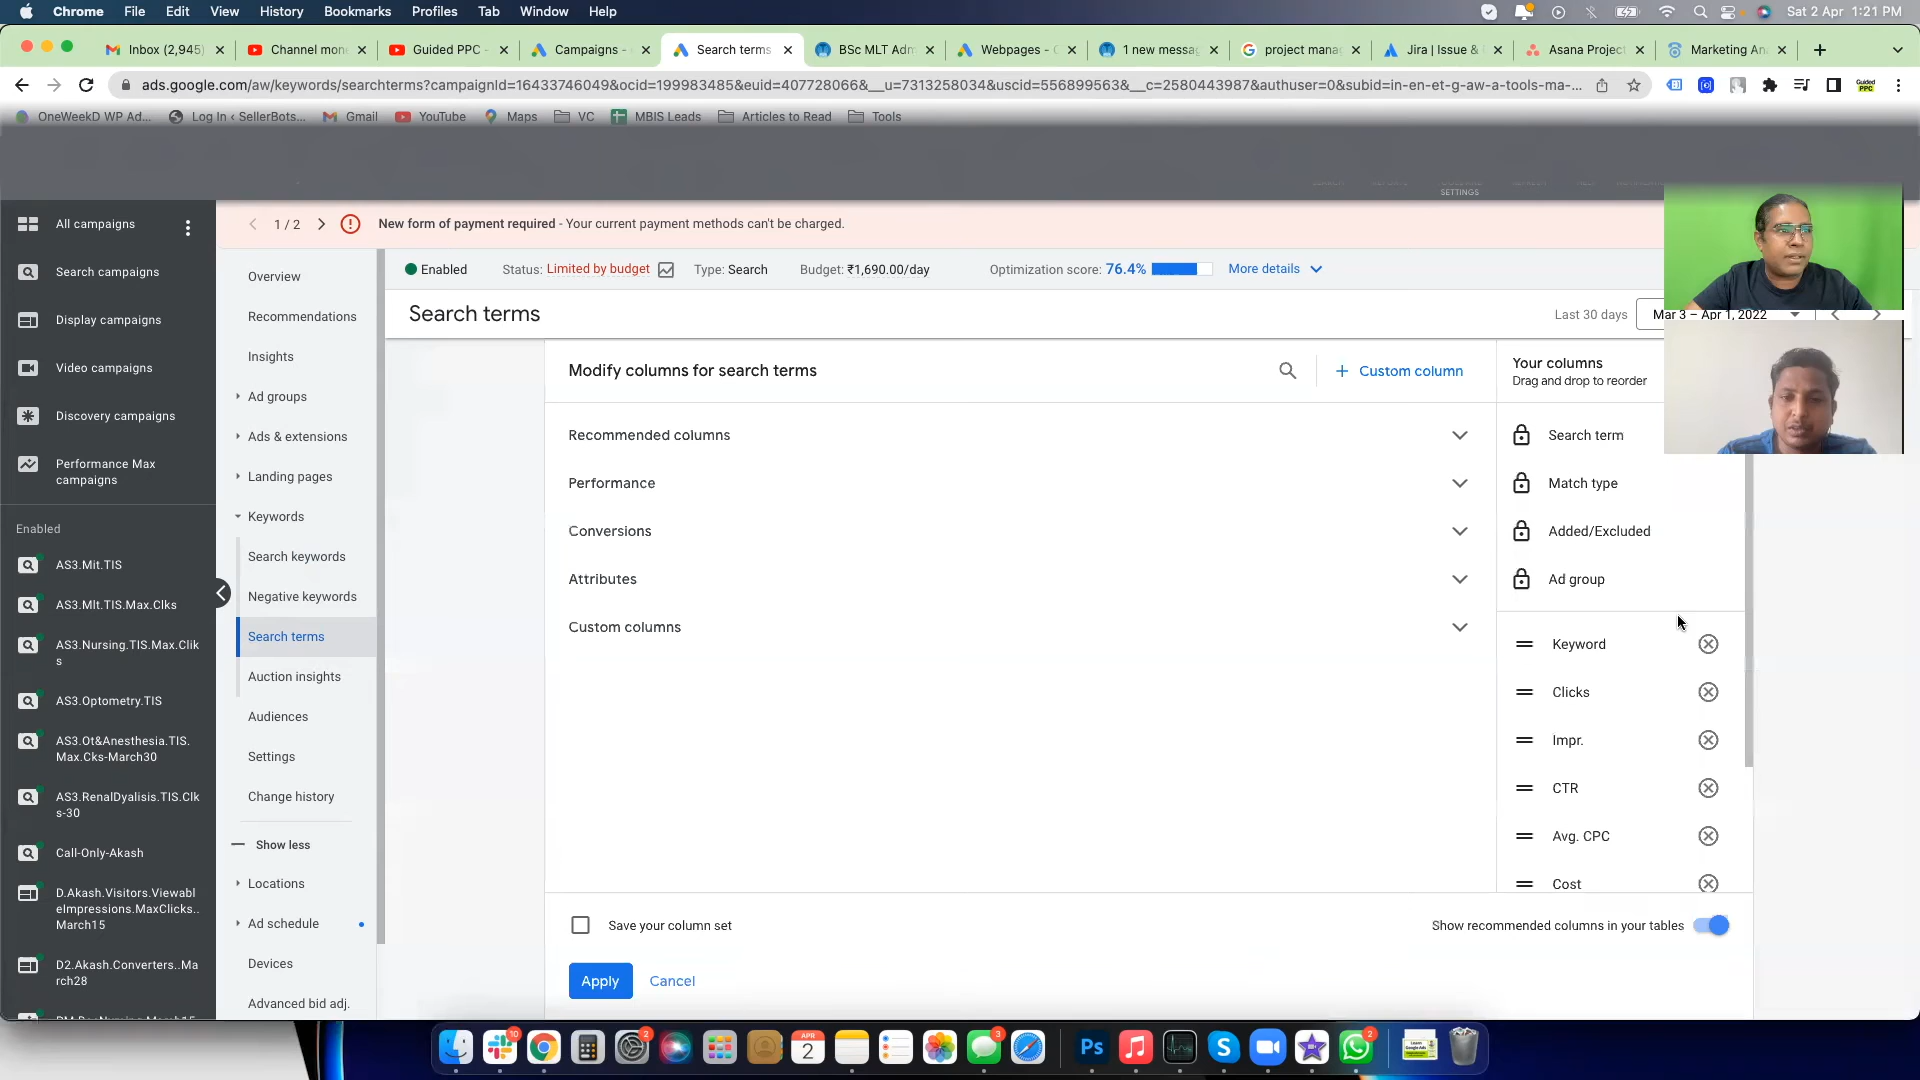 Chrome File Edit View History Bookmarks Profiles Tab Window Help Sat 2 Apr 1:21 PM
Inbox (2,945) Channel mon Guided PPC - Campaigns - Search terms BSc MLT Adm Webpages - 1 new messag project mana Jira | Issue & Asana Project Marketing An
ads.google.com/aw/keywords/searchterms?campaignId=16433746049&ocid=199983485&euid=407728066&__u=7313258034&uscid=556899563&__c=2580443987&authuser=0&subid=in-en-et-g-aw-a-tools-ma-...
OneWeekD WP Ad... Log In ‹ SellerBots... Gmail YouTube Maps VC MBIS Leads Articles to Read Tools
SETTINGS
1 / 2 New form of payment required - Your current payment methods can't be charged.
Enabled Status: Limited by budget Type: Search Budget: ₹1,690.00/day Optimization score: 76.4% More details
Search terms
Last 30 days Mar 3 – Apr 1, 2022
All campaigns
Search campaigns
Display campaigns
Video campaigns
Discovery campaigns
Performance Max
campaigns
Enabled
AS3.Mit.TIS
AS3.Mlt.TIS.Max.Clks
AS3.Nursing.TIS.Max.Clik
s
AS3.Optometry.TIS
AS3.Ot&Anesthesia.TIS.
Max.Cks-March30
AS3.RenalDyalisis.TIS.Clk
s-30
Call-Only-Akash
D.Akash.Visitors.Viewabl
eImpressions.MaxClicks..
March15
D2.Akash.Converters..Ma
rch28
Overview
Recommendations
Insights
Ad groups
Ads & extensions
Landing pages
Keywords
Search keywords
Negative keywords
Search terms
Auction insights
Audiences
Settings
Change history
Show less
Locations
Ad schedule
Devices
Advanced bid adj.
Modify columns for search terms
Custom column
Recommended columns
Performance
Conversions
Attributes
Custom columns
Your columns
Drag and drop to reorder
Search term
Match type
Added/Excluded
Ad group
Keyword
Clicks
Impr.
CTR
Avg. CPC
Cost
Save your column set
Show recommended columns in your tables
Apply Cancel
10
2
APR
2
3
Ps
2